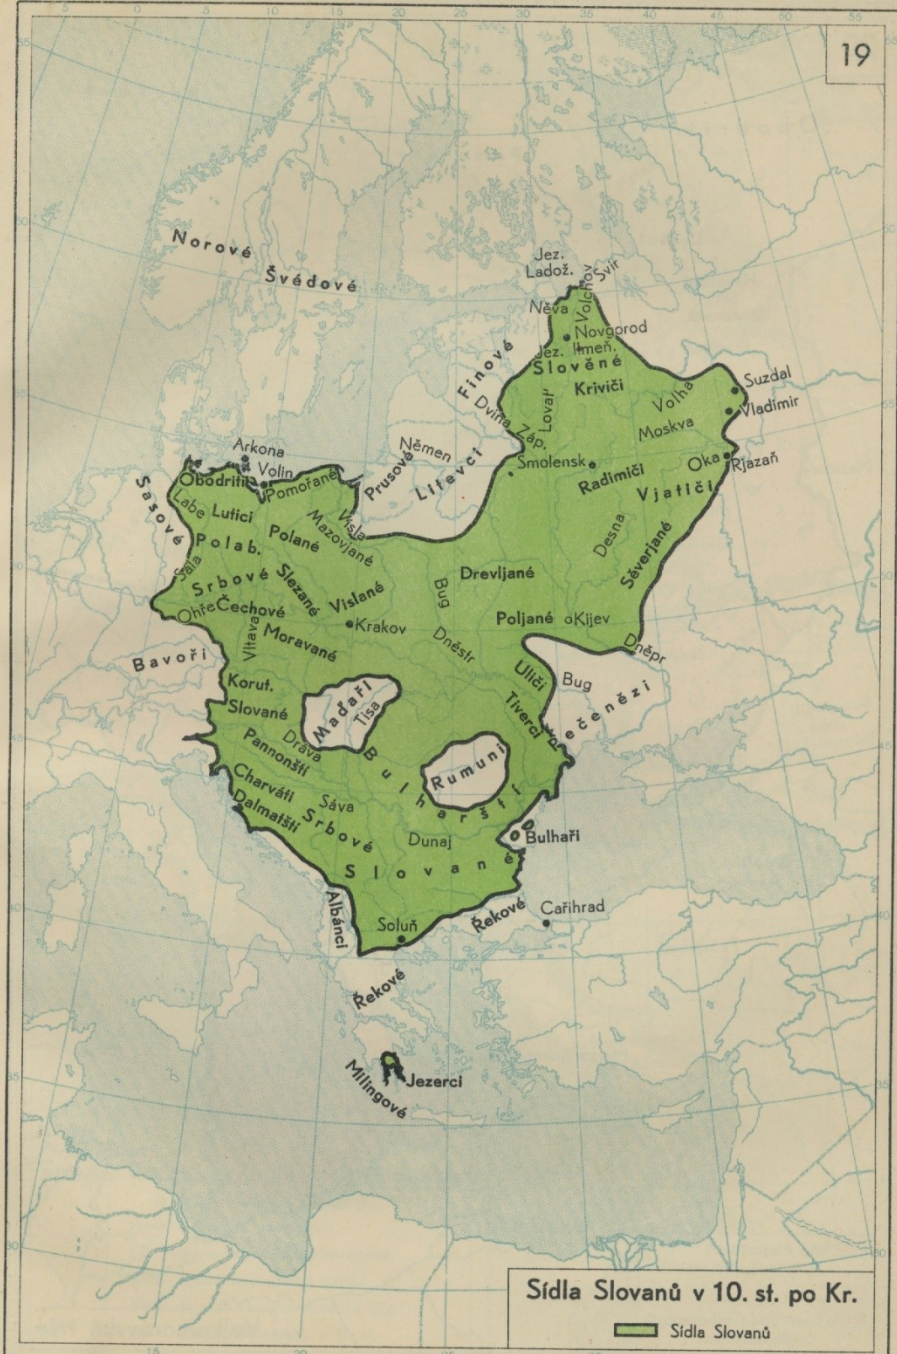 19
Norové
Švédové
Jez.
Ladož.
Svir
Něva
Volchov
Novgorod
Jez. Ilmeň.
Slověné
Kriviči
Finové
Lovať
Dvina Záp.
Volha
Suzdal
Vladimir
Moskva
Oka
Rjazaň
Smolensk
Radimiči
Vjatiči
Němen
Litevci
Prusové
Arkona
Volin
Obodriti
Pomořané
Sasové
Labe
Lutici
Visla
Mazovjané
Polané
Polab.
Sála
Srbové
Slezané
Vislané
Desna
Sěverjané
Drevljané
Bug
Ohře
Čechové
Krakov
Poljané
Kijev
Vltava
Moravané
Dněstr
Dněpr
Bavoři
Uliči
Bug
Korut.
Slované
Maďaři
Tisa
Tiverci
Pečenězi
Dráva
Pannonští
Rumuni
Bulharští
Charváti
Sáva
Dalmatští
Srbové
Dunaj
Bulhaři
Slované
Albánci
Soluň
Řekové
Cařihrad
Řekové
Milingové
Jezerci
Sídla Slovanů v 10. st. po Kr.
Sídla Slovanů